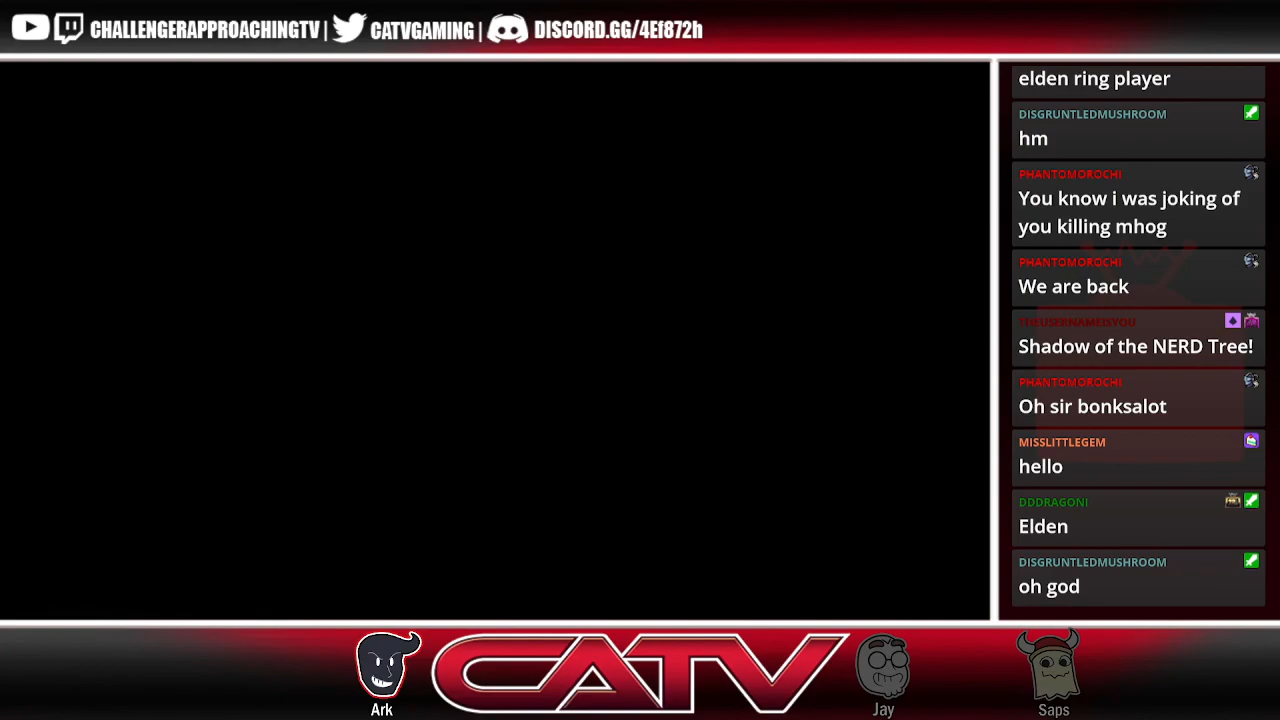 CHALLENGERAPPROACHINGTV | CATVGAMING | DISCORD.GG/4Ef872h
elden ring player
DISGRUNTLEDMUSHROOM
hm
PHANTOMOROCHI
You know i was joking of
you killing mhog
PHANTOMOROCHI
We are back
THEUSERNAMEISYOU
Shadow of the NERD Tree!
PHANTOMOROCHI
Oh sir bonksalot
MISSLITTLEGEM
hello
DDDRAGONI
Elden
DISGRUNTLEDMUSHROOM
oh god
CATV
Ark
Jay
Saps